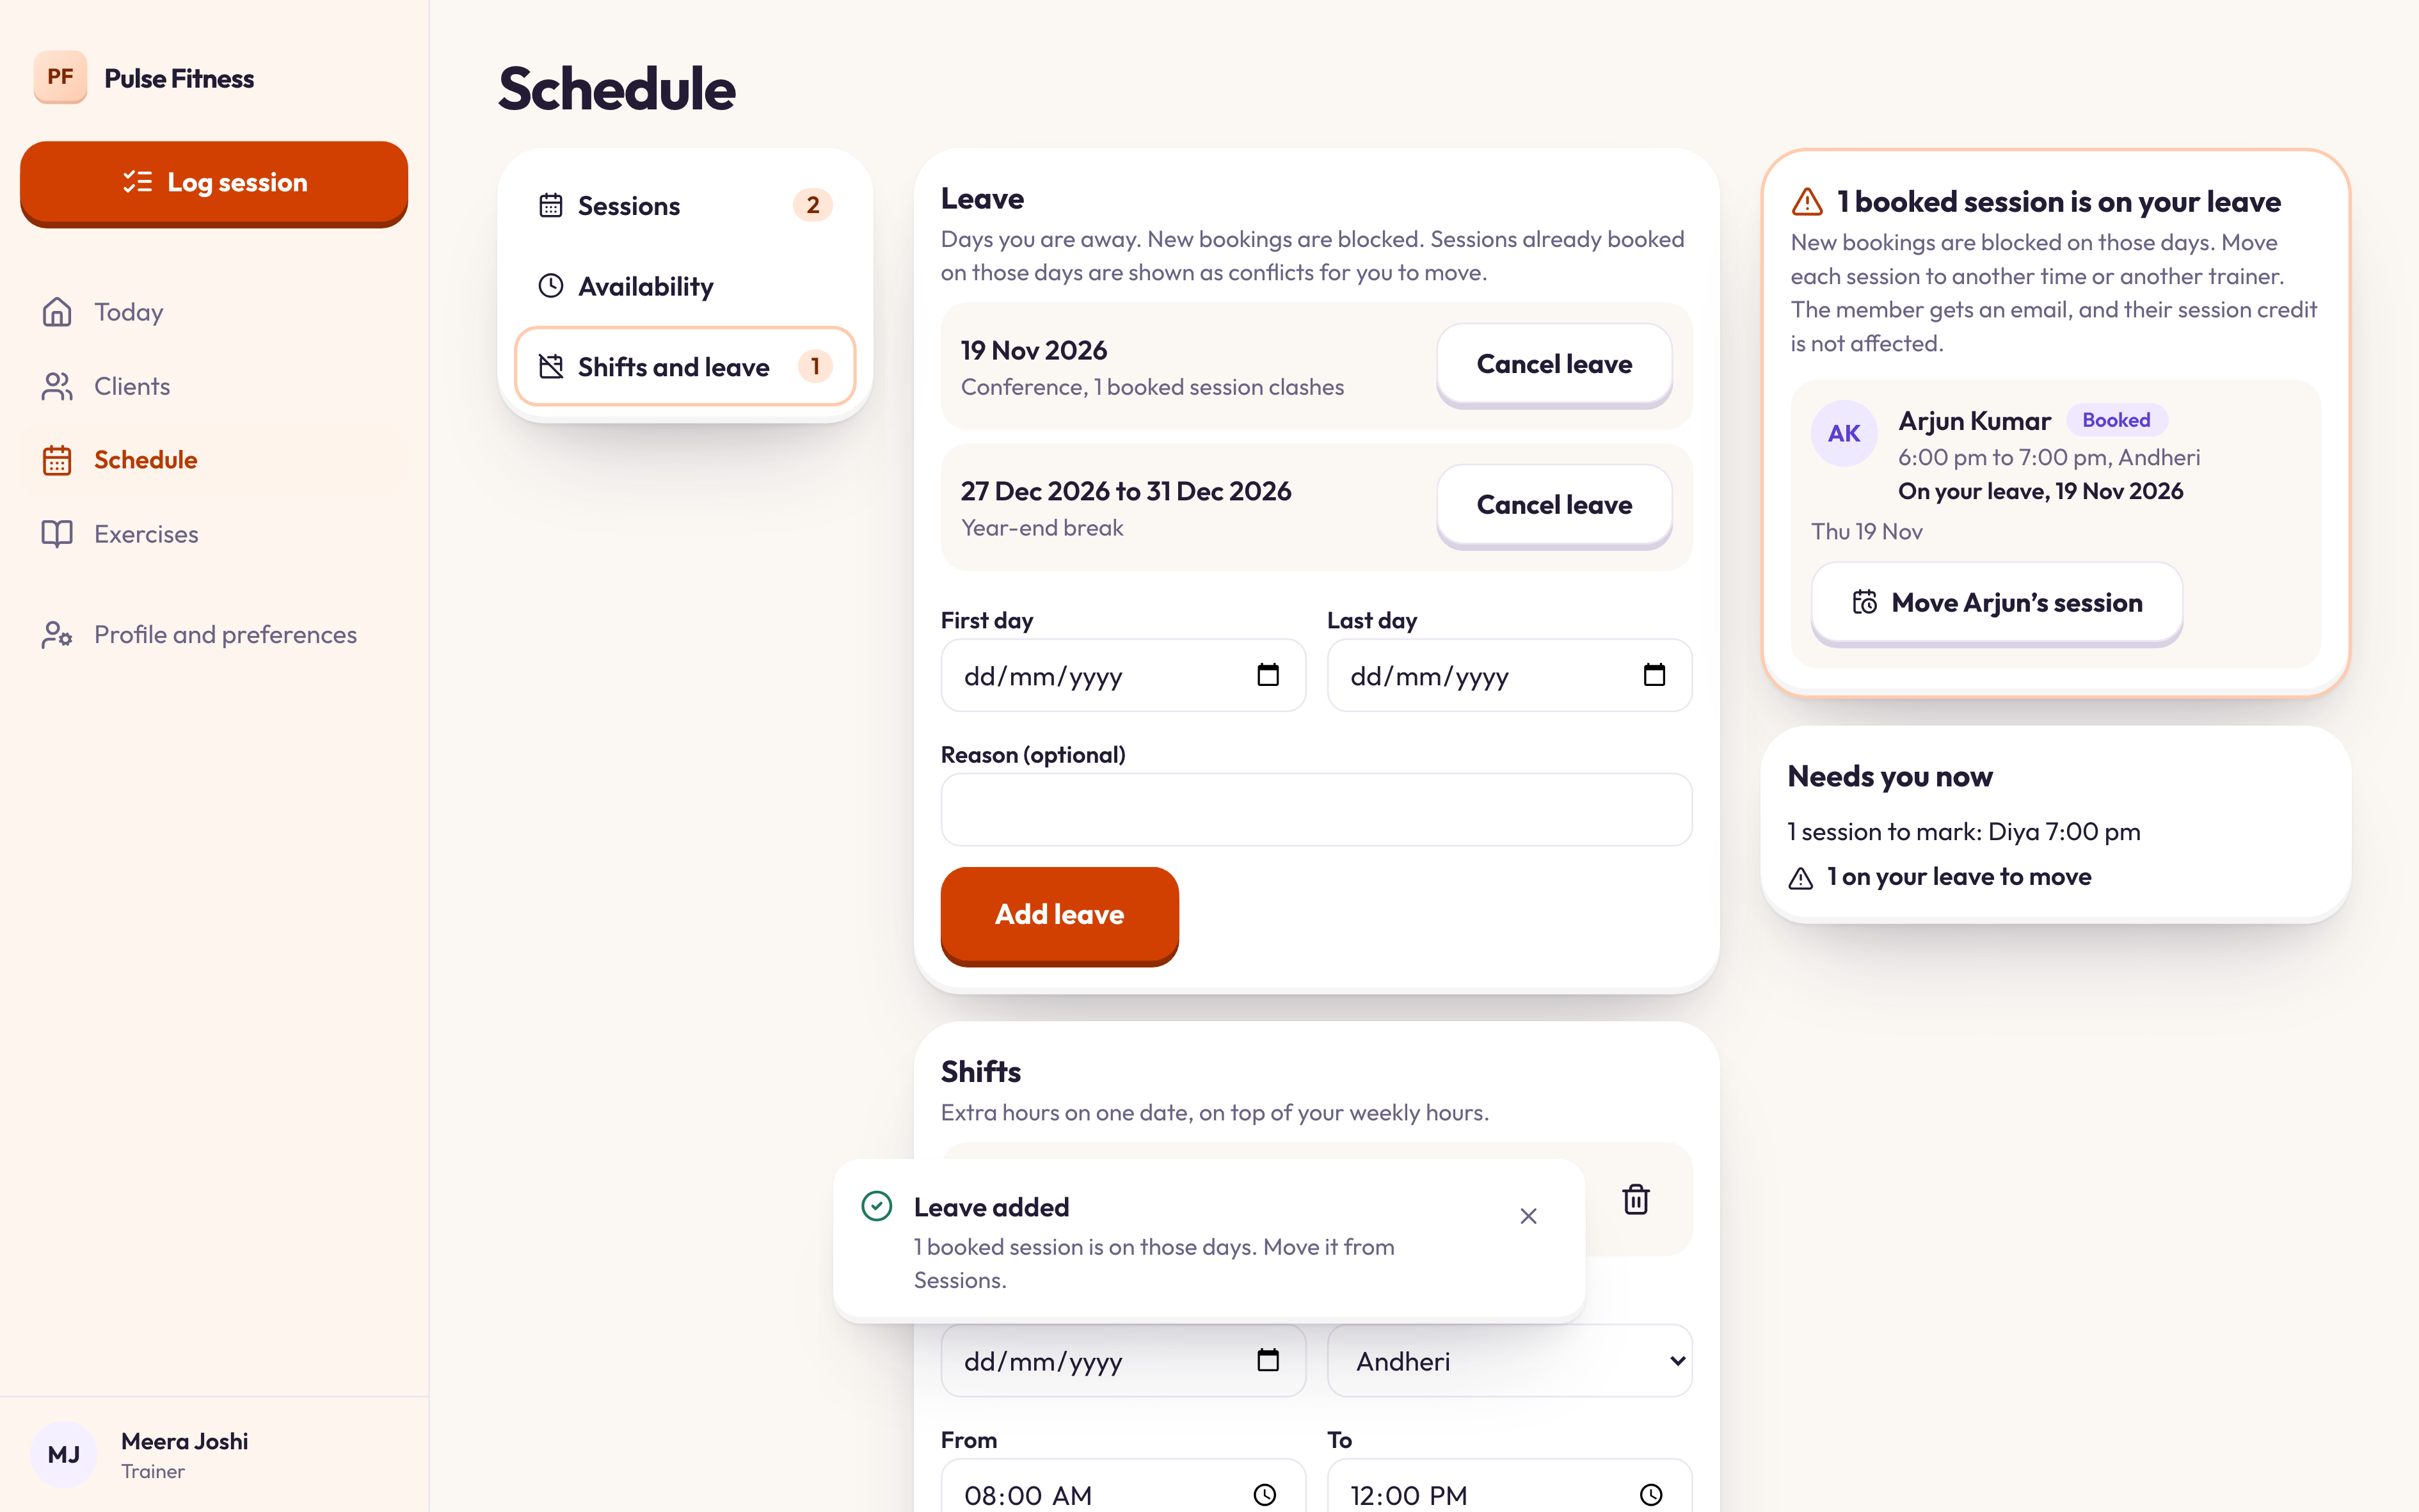 PF
Pulse Fitness
Log session
Today
Clients
Schedule
Exercises
Profile and preferences
MJ
Meera Joshi
Trainer
Schedule
Sessions
2
Availability
Shifts and leave
1
Leave
Days you are away. New bookings are blocked. Sessions already booked
on those days are shown as conflicts for you to move.
19 Nov 2026
Conference, 1 booked session clashes
Cancel leave
27 Dec 2026 to 31 Dec 2026
Year-end break
Cancel leave
First day
Last day
dd/mm/yyyy
dd/mm/yyyy
Reason (optional)
Add leave
Shifts
Extra hours on one date, on top of your weekly hours.
Leave added
1 booked session is on those days. Move it from
Sessions.
dd/mm/yyyy
Andheri
From
To
08:00 AM
12:00 PM
1 booked session is on your leave
New bookings are blocked on those days. Move
each session to another time or another trainer.
The member gets an email, and their session credit
is not affected.
AK
Arjun Kumar
Booked
6:00 pm to 7:00 pm, Andheri
On your leave, 19 Nov 2026
Thu 19 Nov
Move Arjun’s session
Needs you now
1 session to mark: Diya 7:00 pm
1 on your leave to move